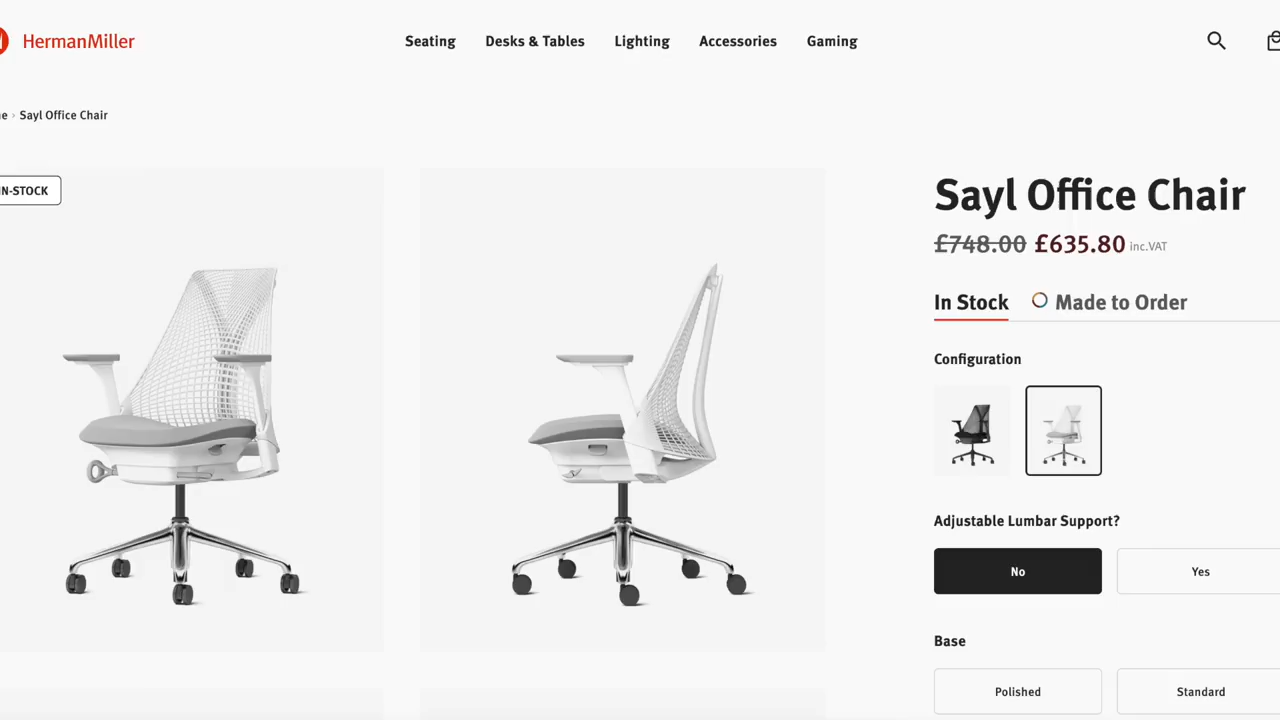 HermanMiller
Seating
Desks & Tables
Lighting
Accessories
Gaming
Sayl Office Chair
IN-STOCK
Sayl Office Chair
£748.00 £635.80 inc.VAT
In Stock
Made to Order
Configuration
Adjustable Lumbar Support?
No
Yes
Base
Polished
Standard